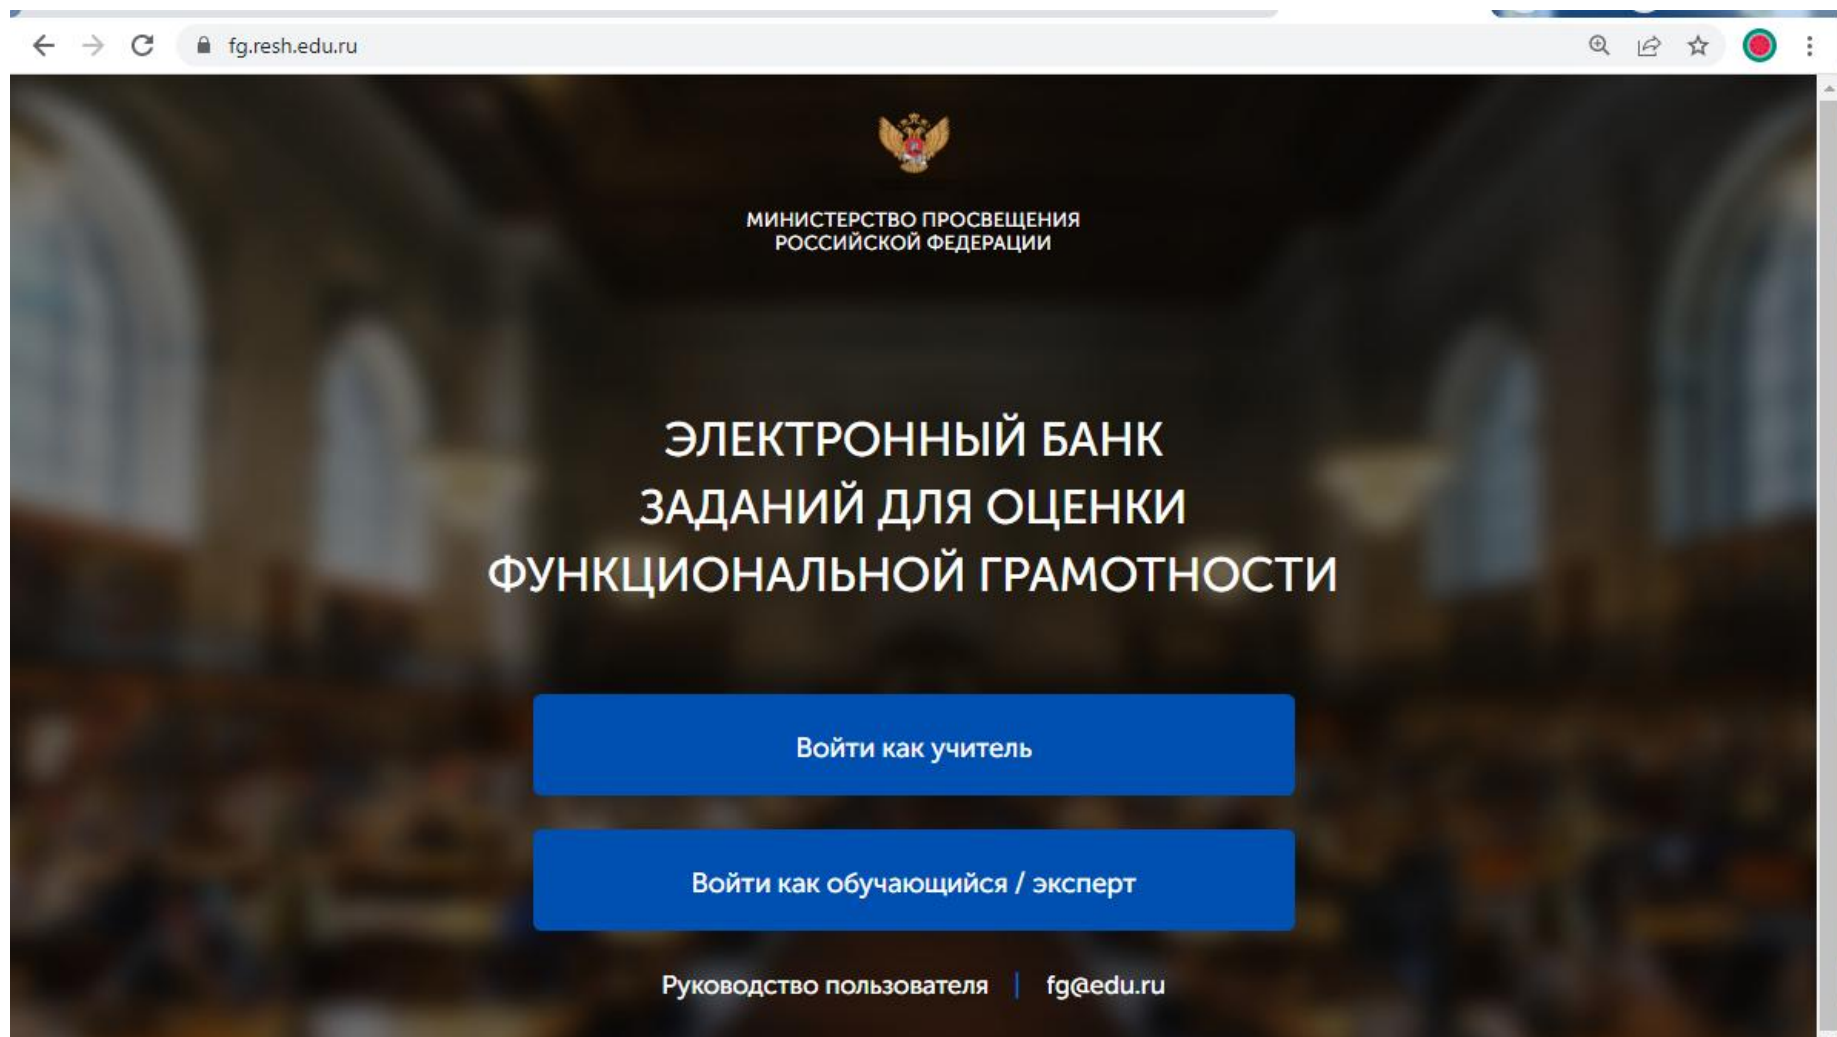 fg.resh.edu.ru
МИНИСТЕРСТВО ПРОСВЕЩЕНИЯ
РОССИЙСКОЙ ФЕДЕРАЦИИ
ЭЛЕКТРОННЫЙ БАНК
ЗАДАНИЙ ДЛЯ ОЦЕНКИ
ФУНКЦИОНАЛЬНОЙ ГРАМОТНОСТИ
Войти как учитель
Войти как обучающийся / эксперт
Руководство пользователя | fg@edu.ru